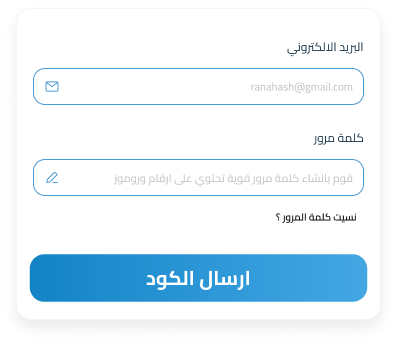 البريد الالكتروني
ranahash@gmail.com
كلمة مرور
قوم بانشاء كلمة مرور قوية تحتوي على ارقام وروموز
نسيت كلمة المرور ؟
ارسال الكود